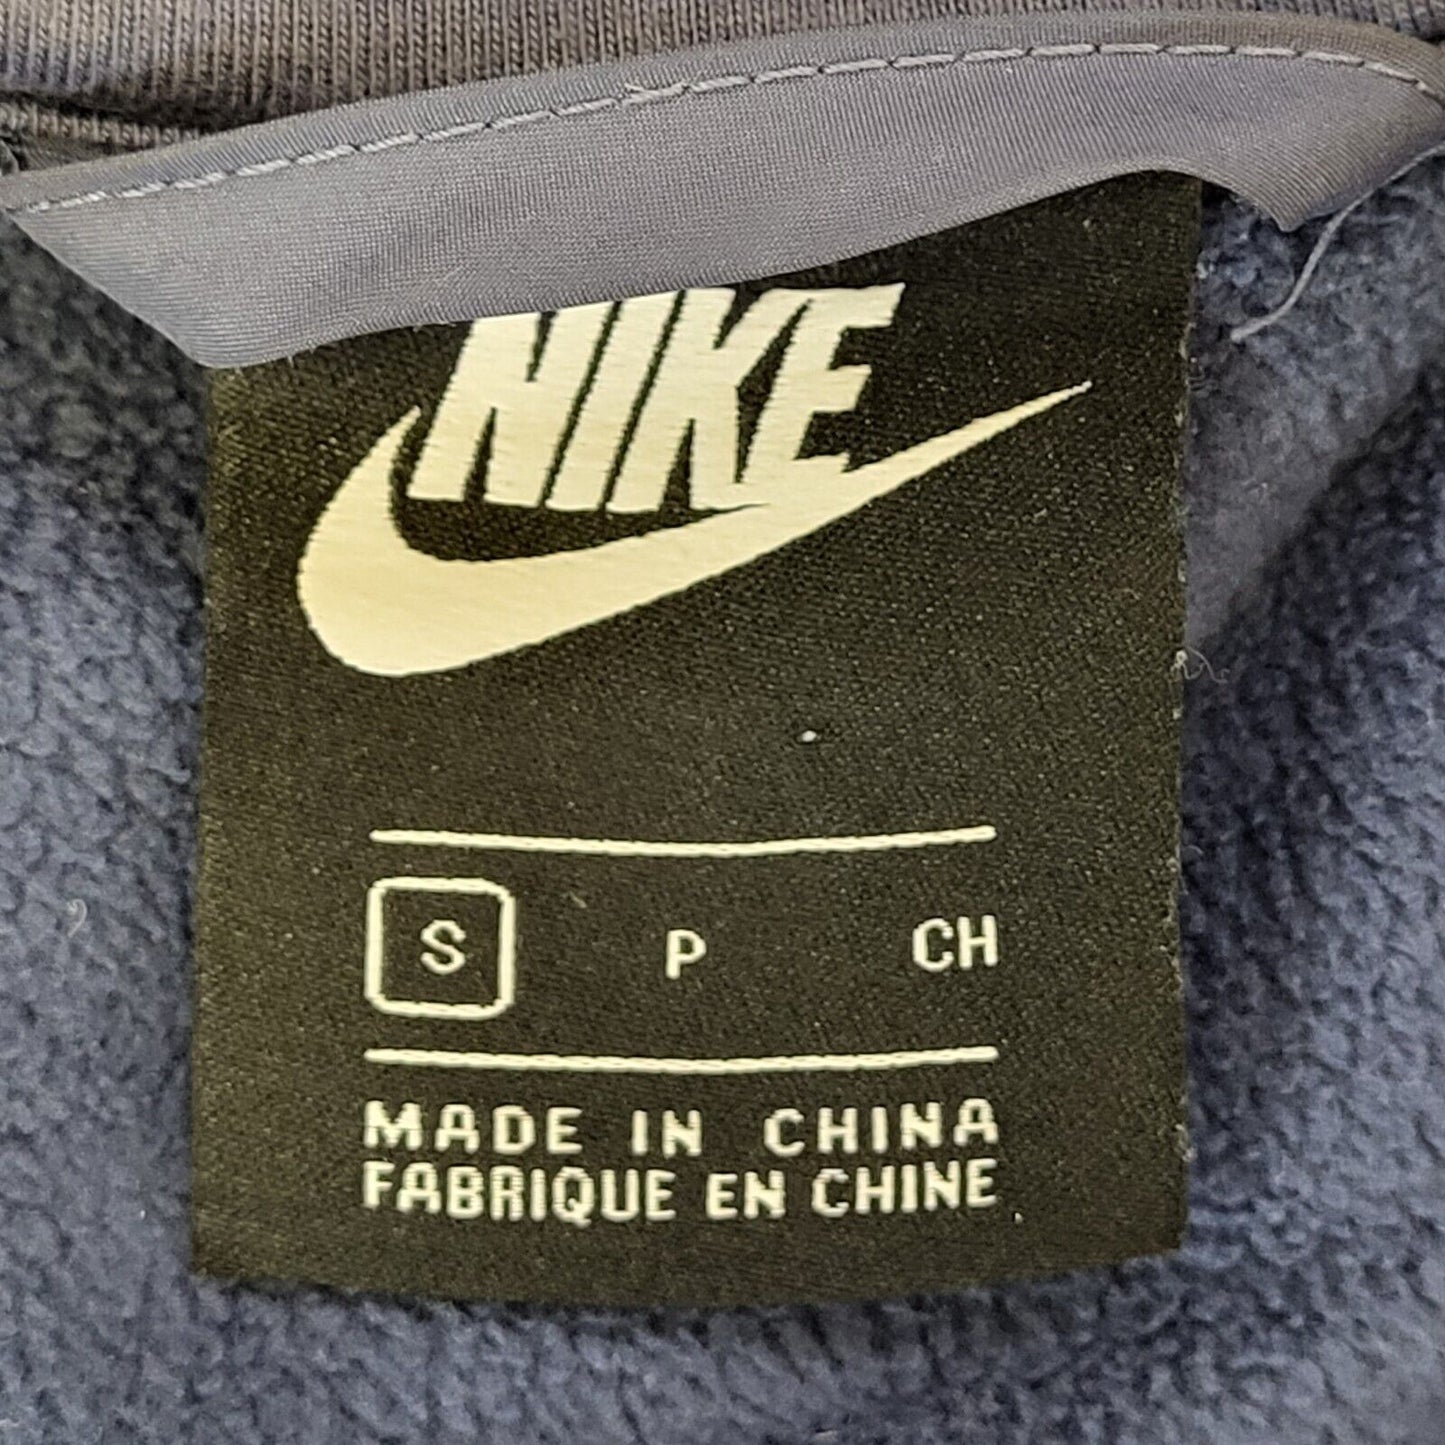 NIKE
S P CH
MADE IN CHINA
FABRIQUE EN CHINE